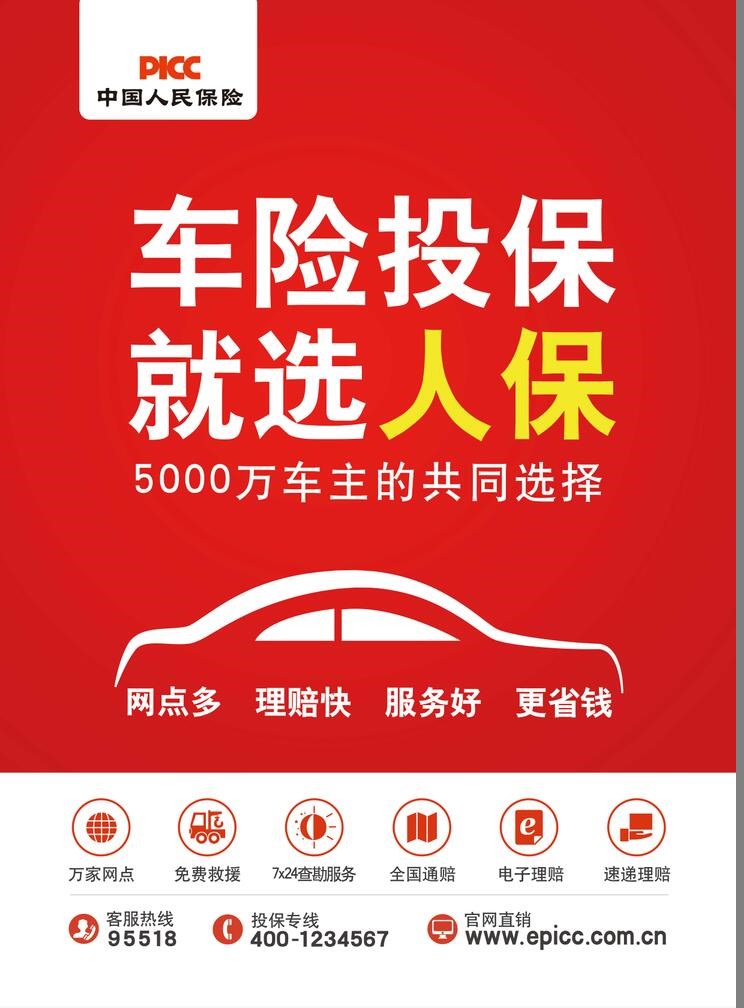 PICC
中国人民保险
车险投保
就选人保
5000万车主的共同选择
网点多 理赔快 服务好 更省钱
万家网点 免费救援 7x24查勘服务 全国通赔 电子理赔 速递理赔
客服热线 投保专线 官网直销
95518 400-1234567 www.epicc.com.cn